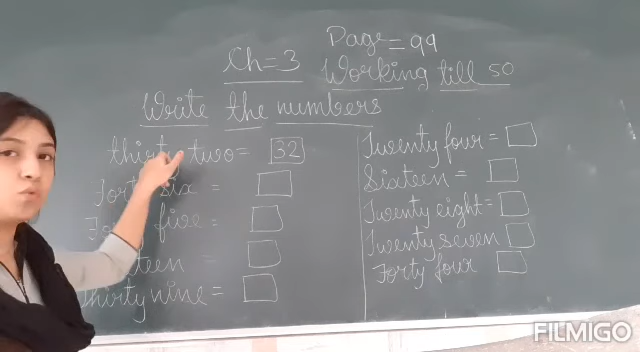 Page = 99
Ch=3 Working till 50
Write the numbers
thirty two = 32
Forty six =
five =
teen =
Thirty nine =
Twenty four =
Sixteen =
Twenty eight =
Twenty seven
Forty four
FILMIGO